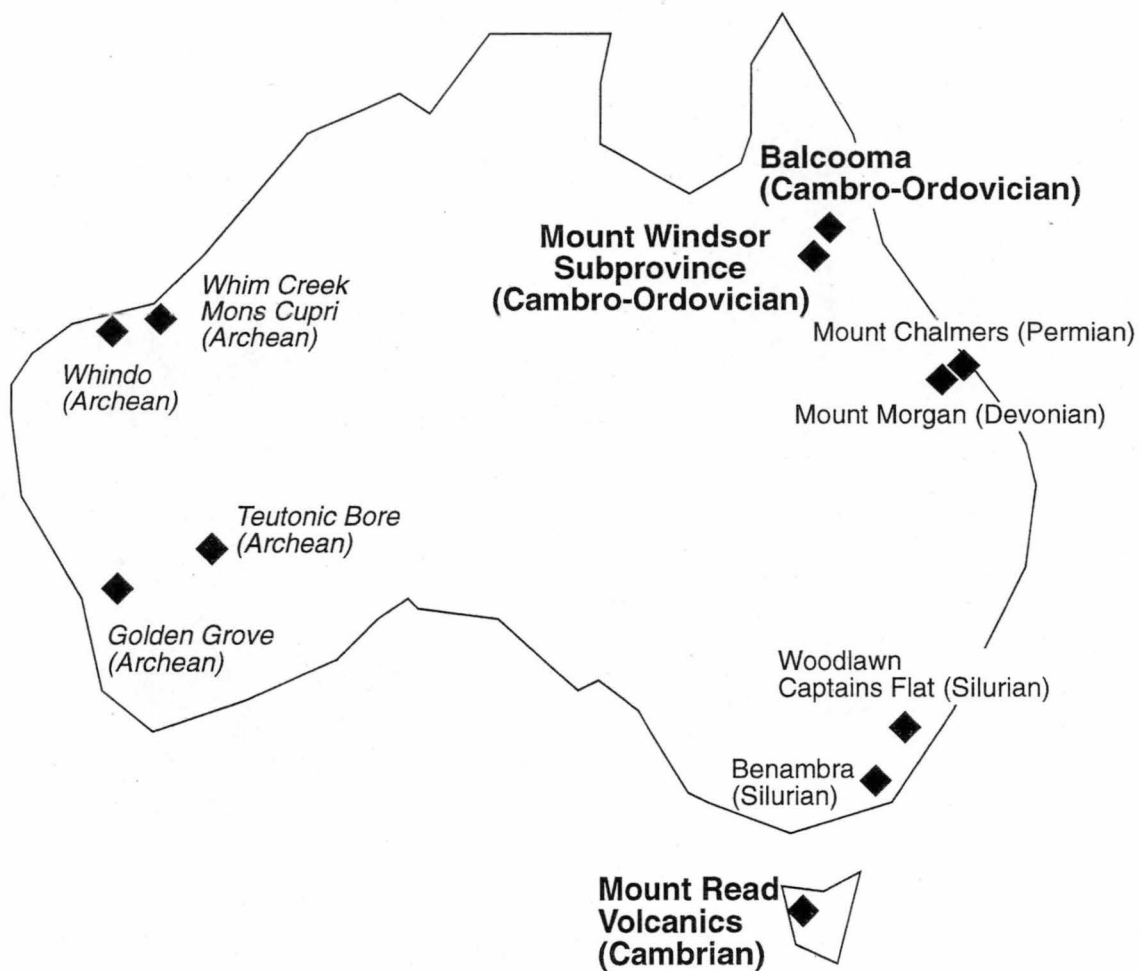 Balcooma
(Cambro-Ordovician)
Mount Windsor
Subprovince
(Cambro-Ordovician)
Whim Creek
Mons Cupri
(Archean)
Whindo
(Archean)
Mount Chalmers (Permian)
Mount Morgan (Devonian)
Teutonic Bore
(Archean)
Golden Grove
(Archean)
Woodlawn
Captains Flat (Silurian)
Benambra
(Silurian)
Mount Read
Volcanics
(Cambrian)